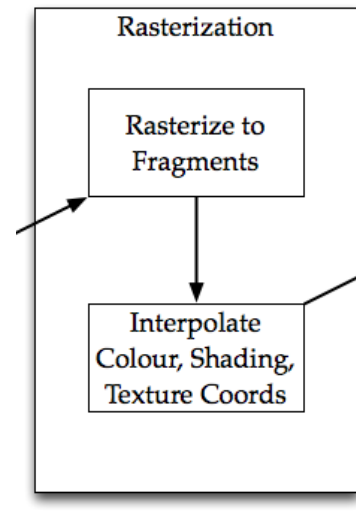 Rasterization
Rasterize to
Fragments
Interpolate
Colour, Shading,
Texture Coords